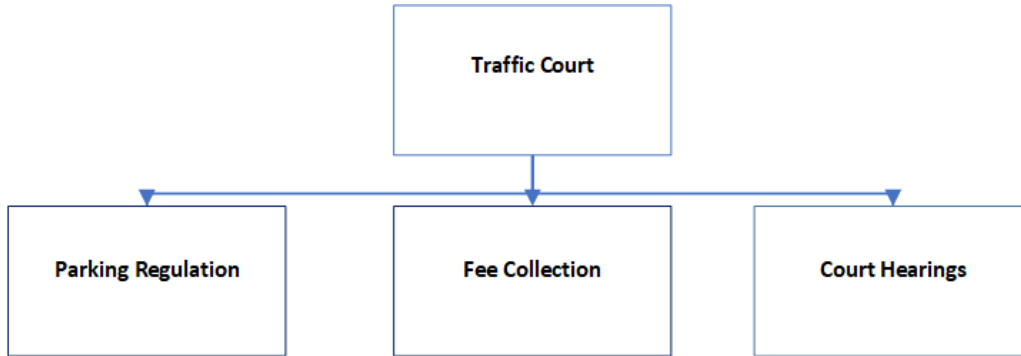 Traffic Court
Parking Regulation
Fee Collection
Court Hearings